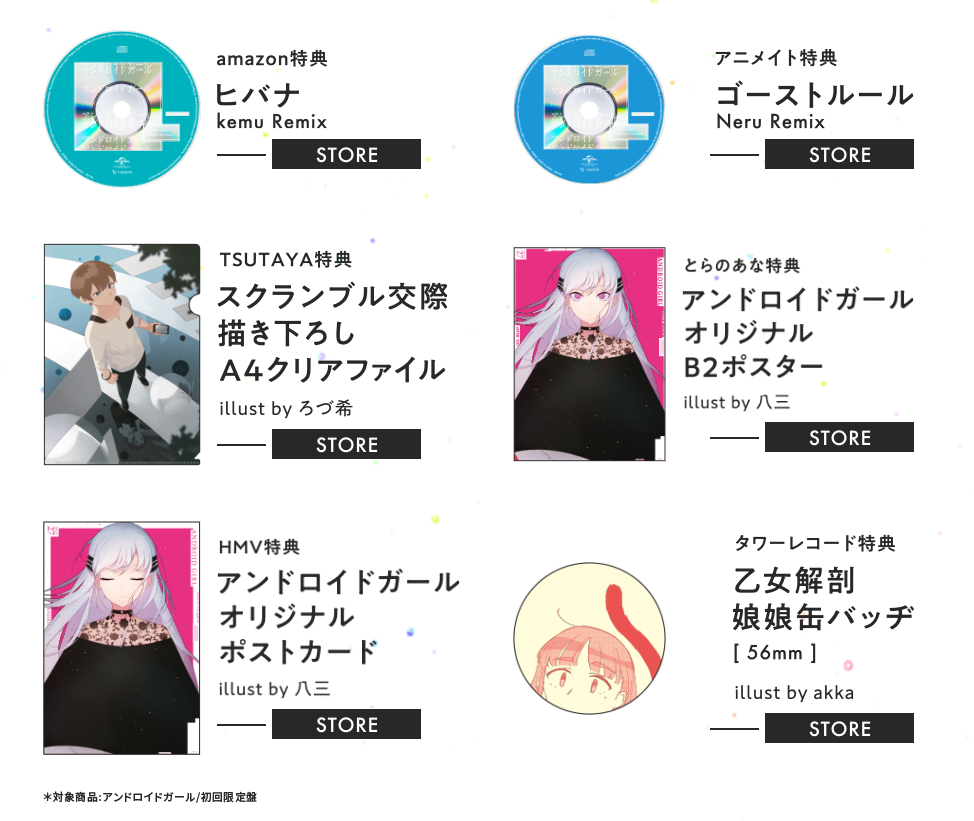 amazon特典
ヒバナ
kemu Remix
STORE
アニメイト特典
ゴーストルール
Neru Remix
STORE
TSUTAYA特典
スクランブル交際
描き下ろし
A4クリアファイル
illust by ろづ希
STORE
とらのあな特典
アンドロイドガール
オリジナル
B2ポスター
illust by 八三
STORE
ANDROID GIRL
HMV特典
アンドロイドガール
オリジナル
ポストカード
illust by 八三
STORE
ANDROID GIRL
タワーレコード特典
乙女解剖
娘娘缶バッヂ
[ 56mm ]
illust by akka
STORE
＊対象商品:アンドロイドガール/初回限定盤